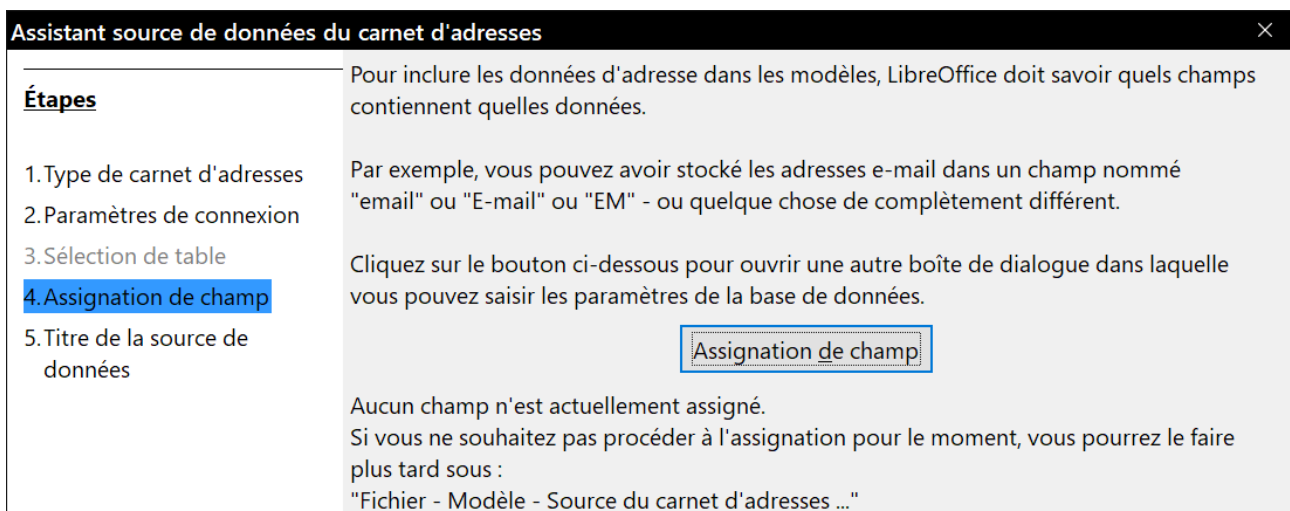 Assistant source de données du carnet d'adresses
Étapes
1. Type de carnet d'adresses
2. Paramètres de connexion
3. Sélection de table
4. Assignation de champ
5. Titre de la source de
données
Pour inclure les données d'adresse dans les modèles, LibreOffice doit savoir quels champs
contiennent quelles données.
Par exemple, vous pouvez avoir stocké les adresses e-mail dans un champ nommé
"email" ou "E-mail" ou "EM" - ou quelque chose de complètement différent.
Cliquez sur le bouton ci-dessous pour ouvrir une autre boîte de dialogue dans laquelle
vous pouvez saisir les paramètres de la base de données.
Assignation de champ
Aucun champ n'est actuellement assigné.
Si vous ne souhaitez pas procéder à l'assignation pour le moment, vous pourrez le faire
plus tard sous :
"Fichier - Modèle - Source du carnet d'adresses ..."